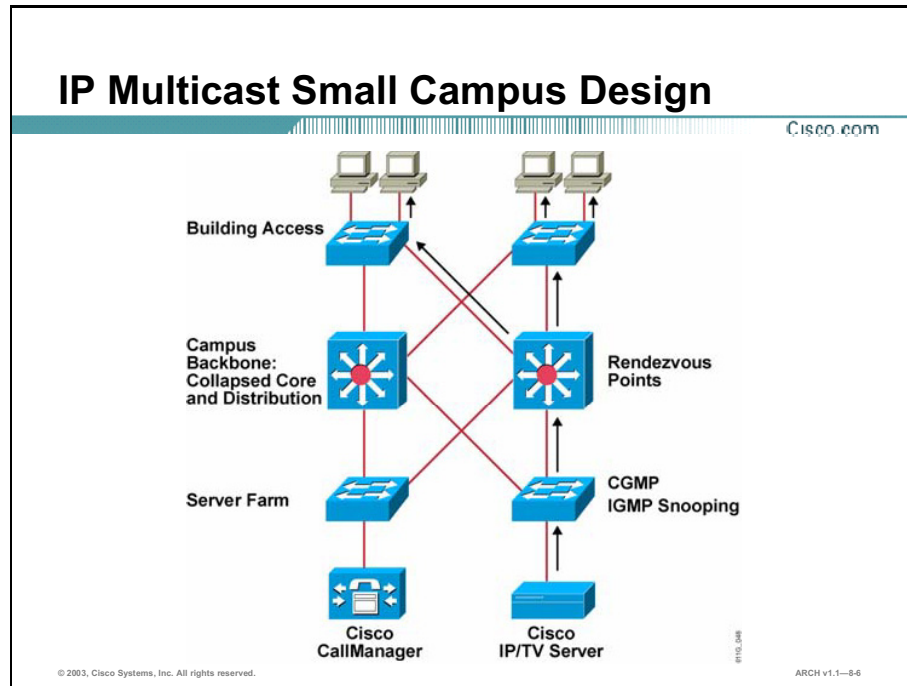 IP Multicast Small Campus Design
Cisco.com
Building Access
Campus
Backbone:
Collapsed Core
and Distribution
Rendezvous
Points
Server Farm
CGMP
IGMP Snooping
Cisco
CallManager
Cisco
IP/TV Server
© 2003, Cisco Systems, Inc. All rights reserved.
ARCH v1.1—8-6